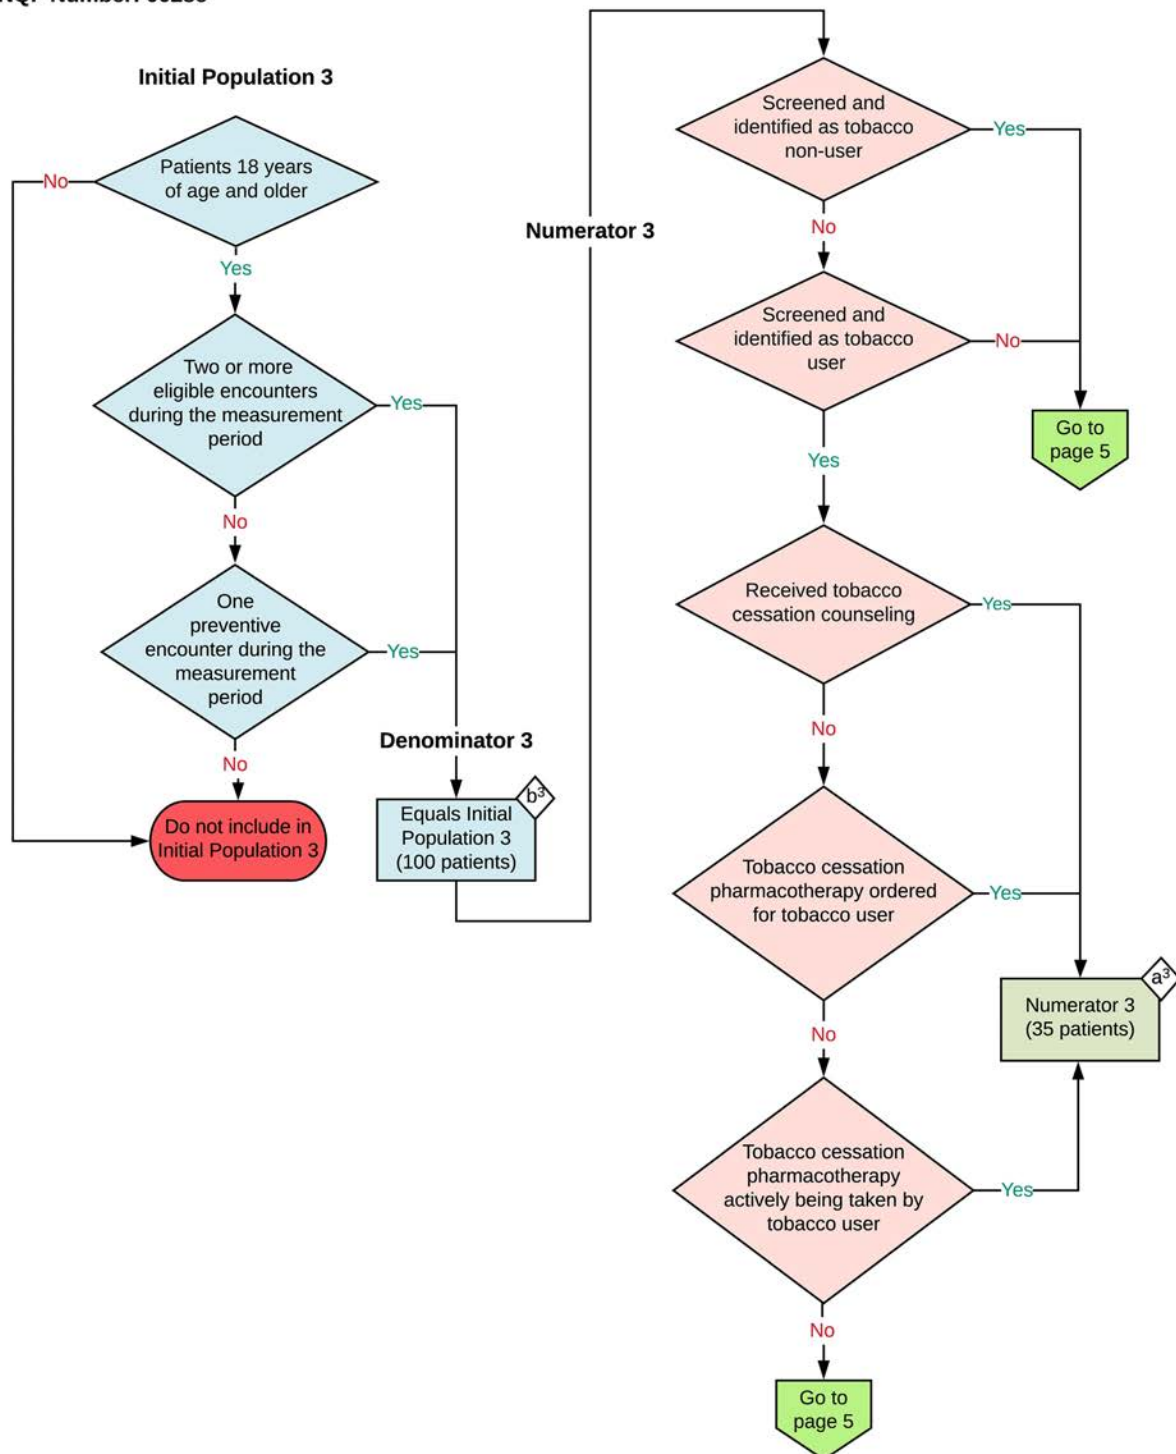 Initial Population 3
Patients 18 years
of age and older
No
Yes
Two or more
eligible encounters
during the measurement
period
Yes
No
One
preventive
encounter during the
measurement
period
Yes
No
Do not include in
Initial Population 3
Denominator 3
b³
Equals Initial
Population 3
(100 patients)
Numerator 3
Screened and
identified as tobacco
non-user
Yes
No
Screened and
identified as tobacco
user
No
Go to
page 5
Yes
Received tobacco
cessation counseling
Yes
No
Tobacco cessation
pharmacotherapy ordered
for tobacco user
Yes
a³
Numerator 3
(35 patients)
No
Tobacco cessation
pharmacotherapy
actively being taken by
tobacco user
Yes
No
Go to
page 5